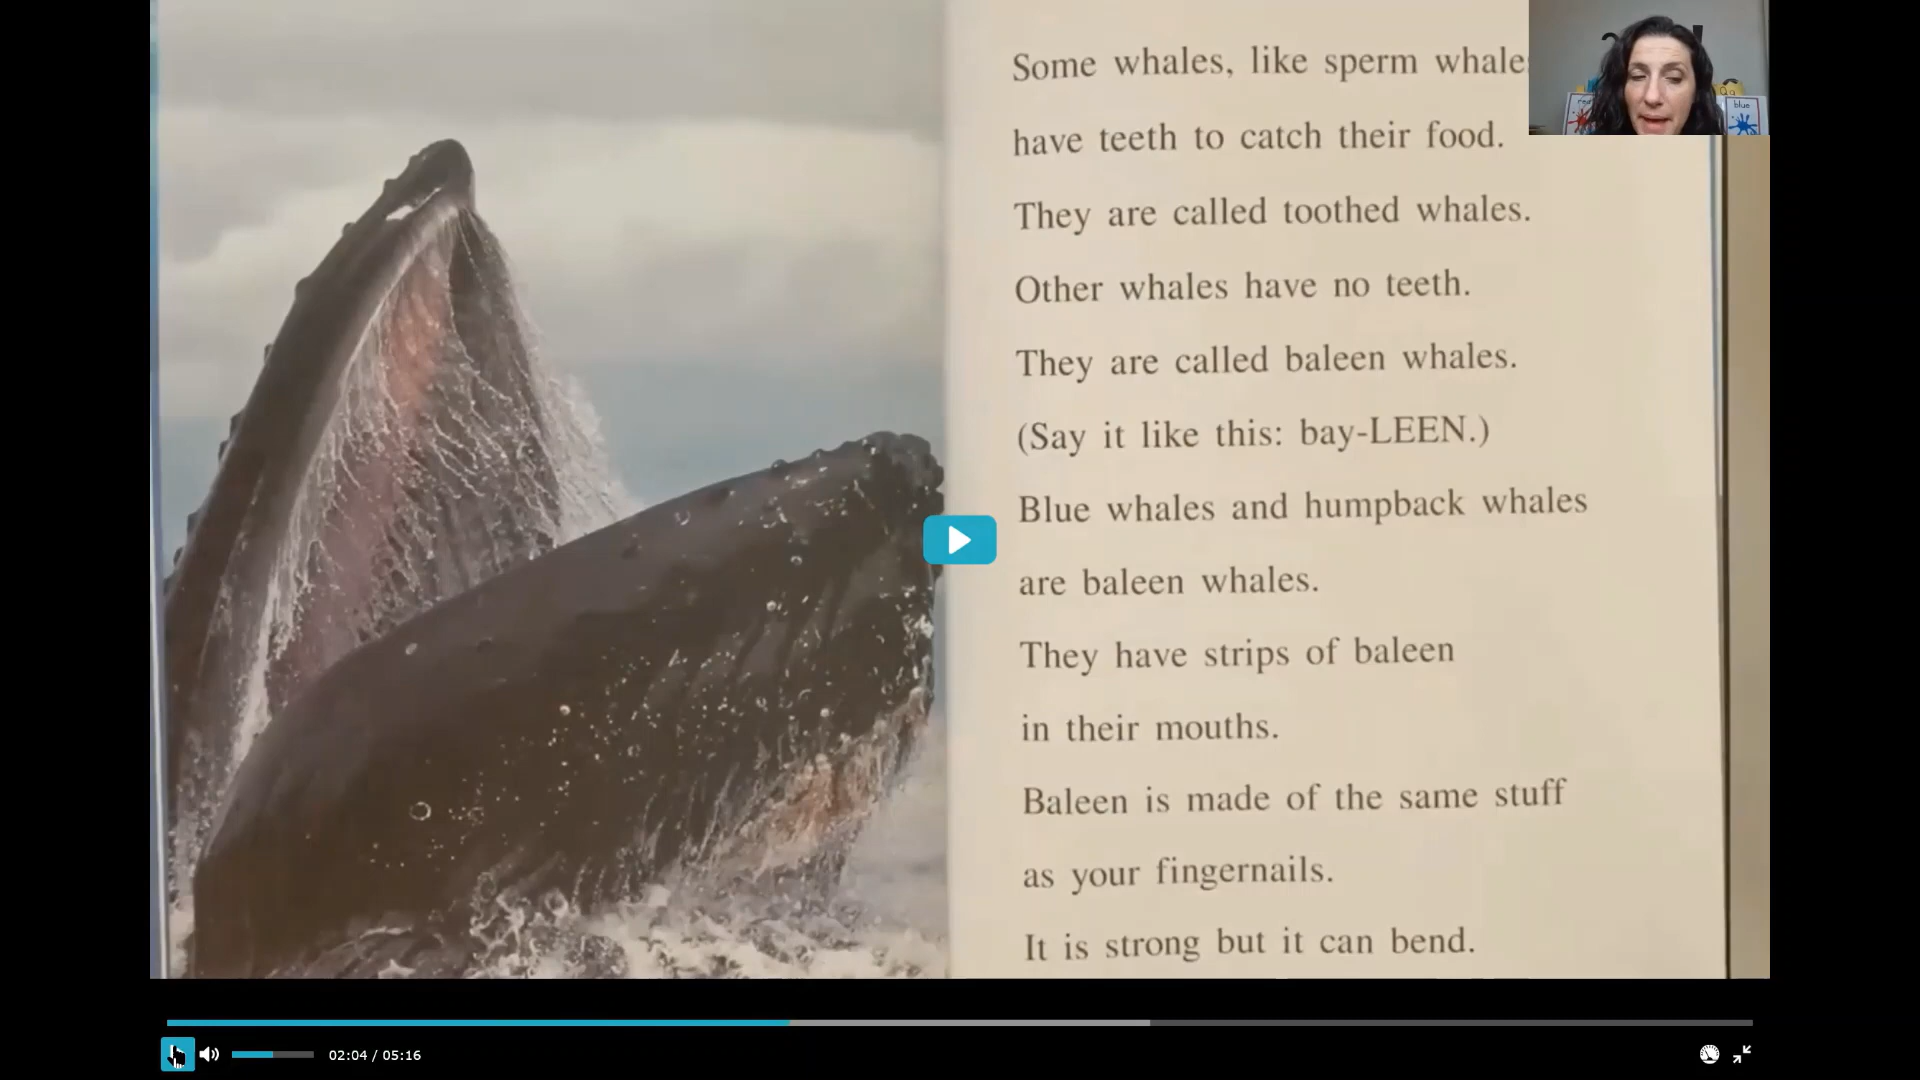 Some whales, like sperm whale
have teeth to catch their food.
They are called toothed whales.
Other whales have no teeth.
They are called baleen whales.
(Say it like this: bay-LEEN.)
Blue whales and humpback whales
are baleen whales.
They have strips of baleen
in their mouths.
Baleen is made of the same stuff
as your fingernails.
It is strong but it can bend.
red
Qq
blue
02:04 / 05:16